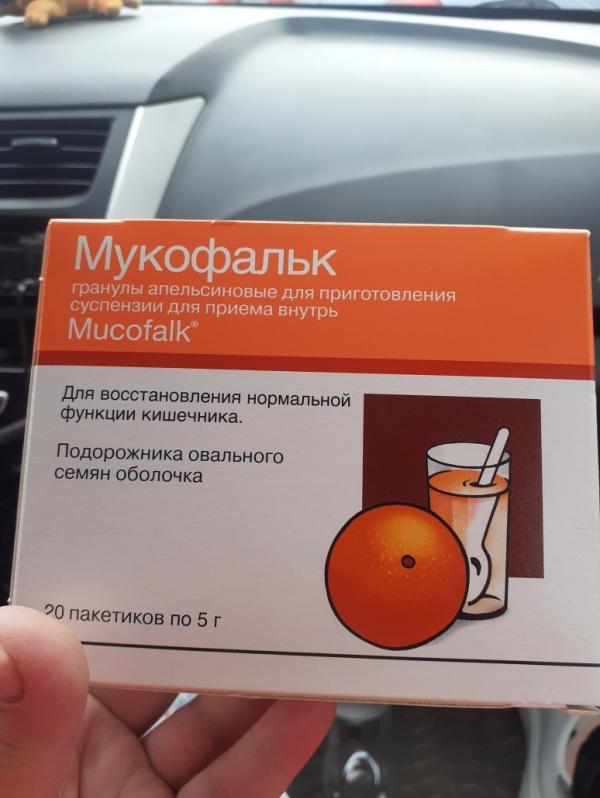 Мукофальк
гранулы апельсиновые для приготовления
суспензии для приема внутрь
Mucofalk®
Для восстановления нормальной
функции кишечника.
Подорожника овального
семян оболочка
20 пакетиков по 5 г